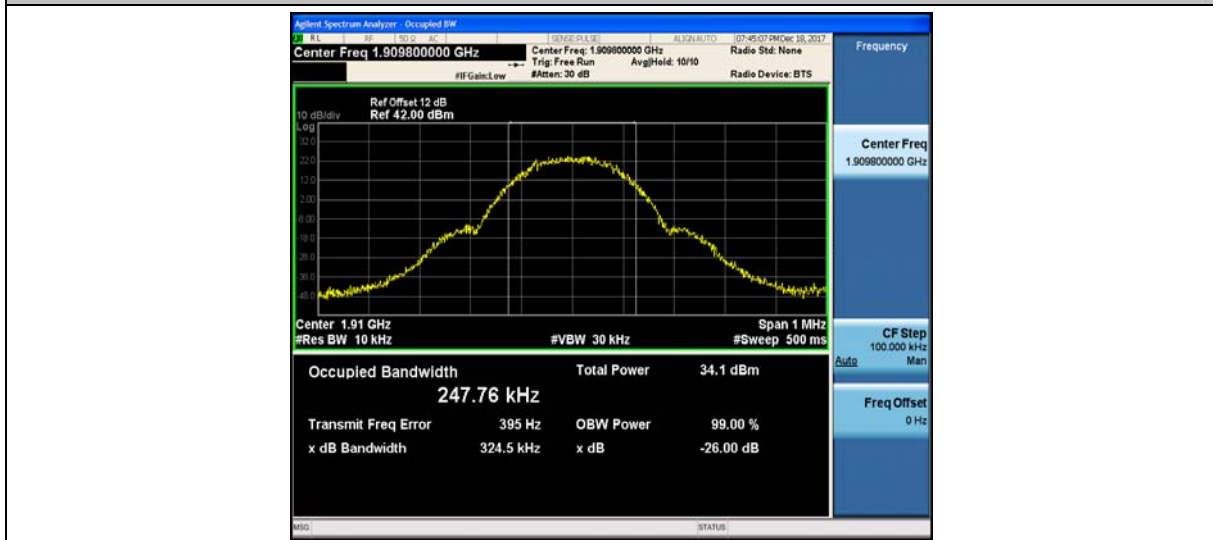 Agilent Spectrum Analyzer - Occupied BW
RL RF 50 Ω AC SENSE:PULSE ALIGN AUTO 07:45:07 PM Dec 18, 2017
Center Freq 1.909800000 GHz
Center Freq: 1.909800000 GHz
Radio Std: None
Trig: Free Run Avg|Hold: 10/10
#IFGain:Low #Atten: 30 dB Radio Device: BTS
Frequency
Ref Offset 12 dB
10 dB/div Ref 42.00 dBm
Log
32.0
22.0
12.0
2.00
-8.00
-18.0
-28.0
-38.0
-48.0
Center 1.91 GHz Span 1 MHz
#Res BW 10 kHz #VBW 30 kHz #Sweep 500 ms
Occupied Bandwidth Total Power 34.1 dBm
247.76 kHz
Transmit Freq Error 395 Hz OBW Power 99.00 %
x dB Bandwidth 324.5 kHz x dB -26.00 dB
Center Freq
1.909800000 GHz
CF Step
100.000 kHz
Auto Man
Freq Offset
0 Hz
MSG STATUS